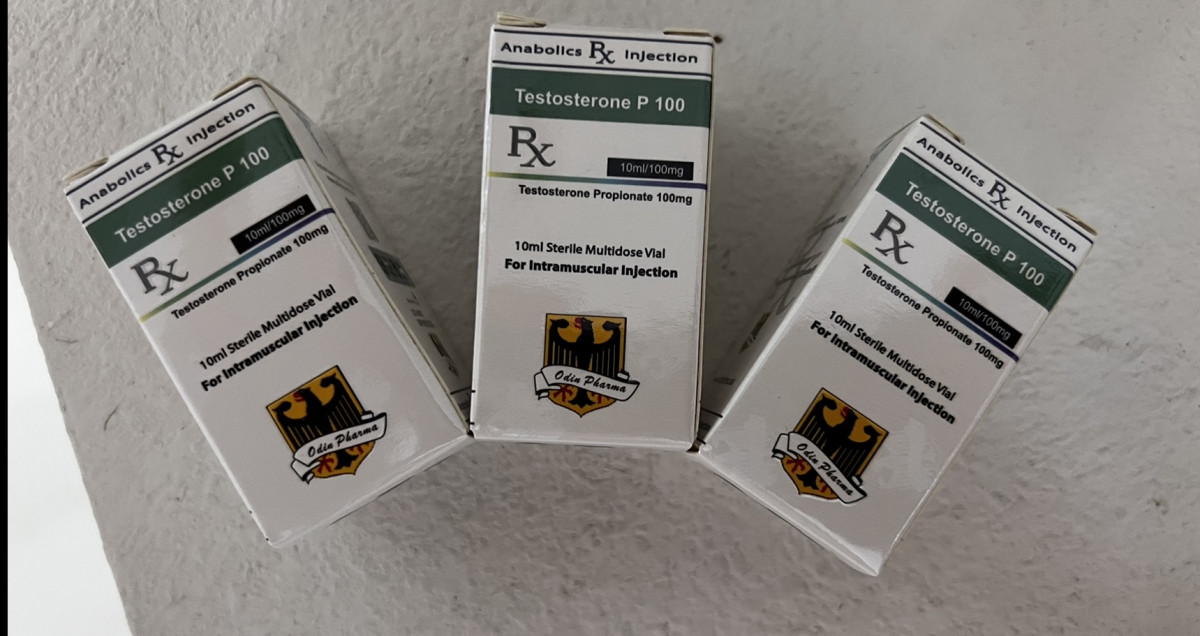 Anabolics Rx Injection
Testosterone P 100
Rx
10ml/100mg
Testosterone Propionate 100mg
10ml Sterile Multidose Vial
For Intramuscular Injection
Odin Pharma
Anabolics Rx Injection
Testosterone P 100
Rx
10ml/100mg
Testosterone Propionate 100mg
10ml Sterile Multidose Vial
For Intramuscular Injection
Odin Pharma
Anabolics Rx Injection
Testosterone P 100
Rx
10ml/100mg
Testosterone Propionate 100mg
10ml Sterile Multidose Vial
For Intramuscular Injection
Odin Pharma